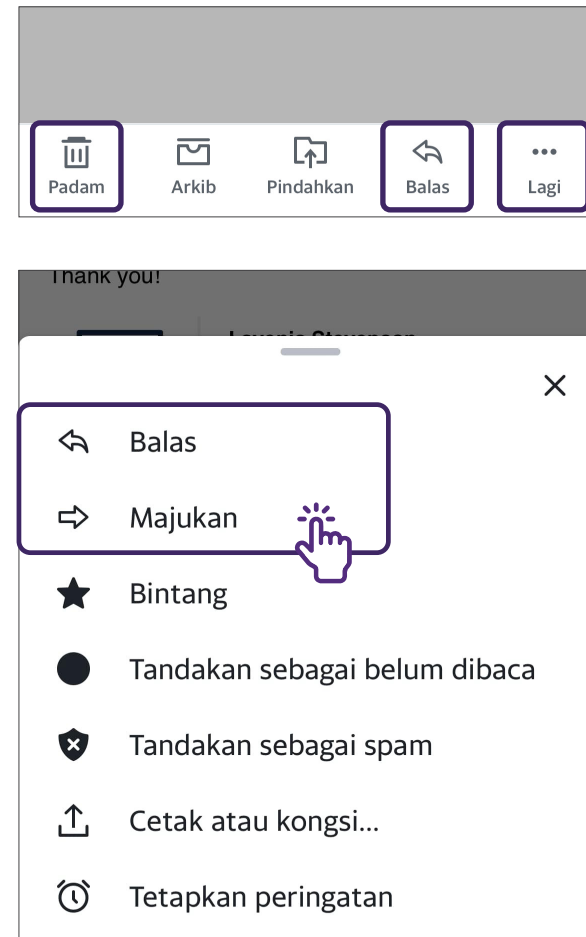 Padam Arkib Pindahkan Balas Lagi
Thank you!
Balas
Majukan
Bintang
Tandakan sebagai belum dibaca
Tandakan sebagai spam
Cetak atau kongsi...
Tetapkan peringatan